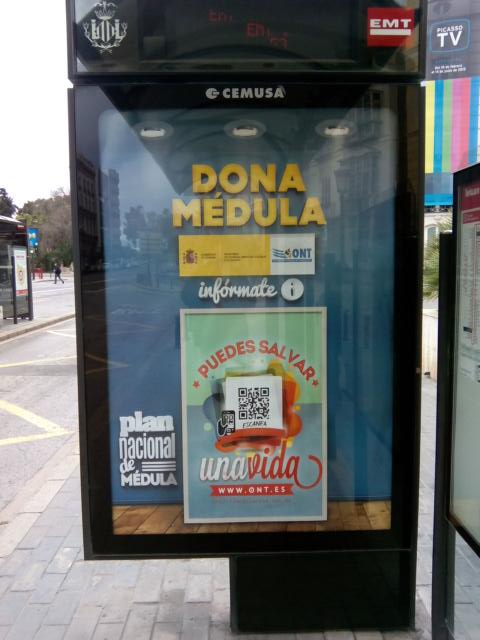 EMT
PICASSO
TV
CEMUSA
DONA
MÉDULA
ONT
infórmate i
PUEDES SALVAR
ESCANEA
una vida
WWW.ONT.ES
plan
nacional
de
MÉDULA